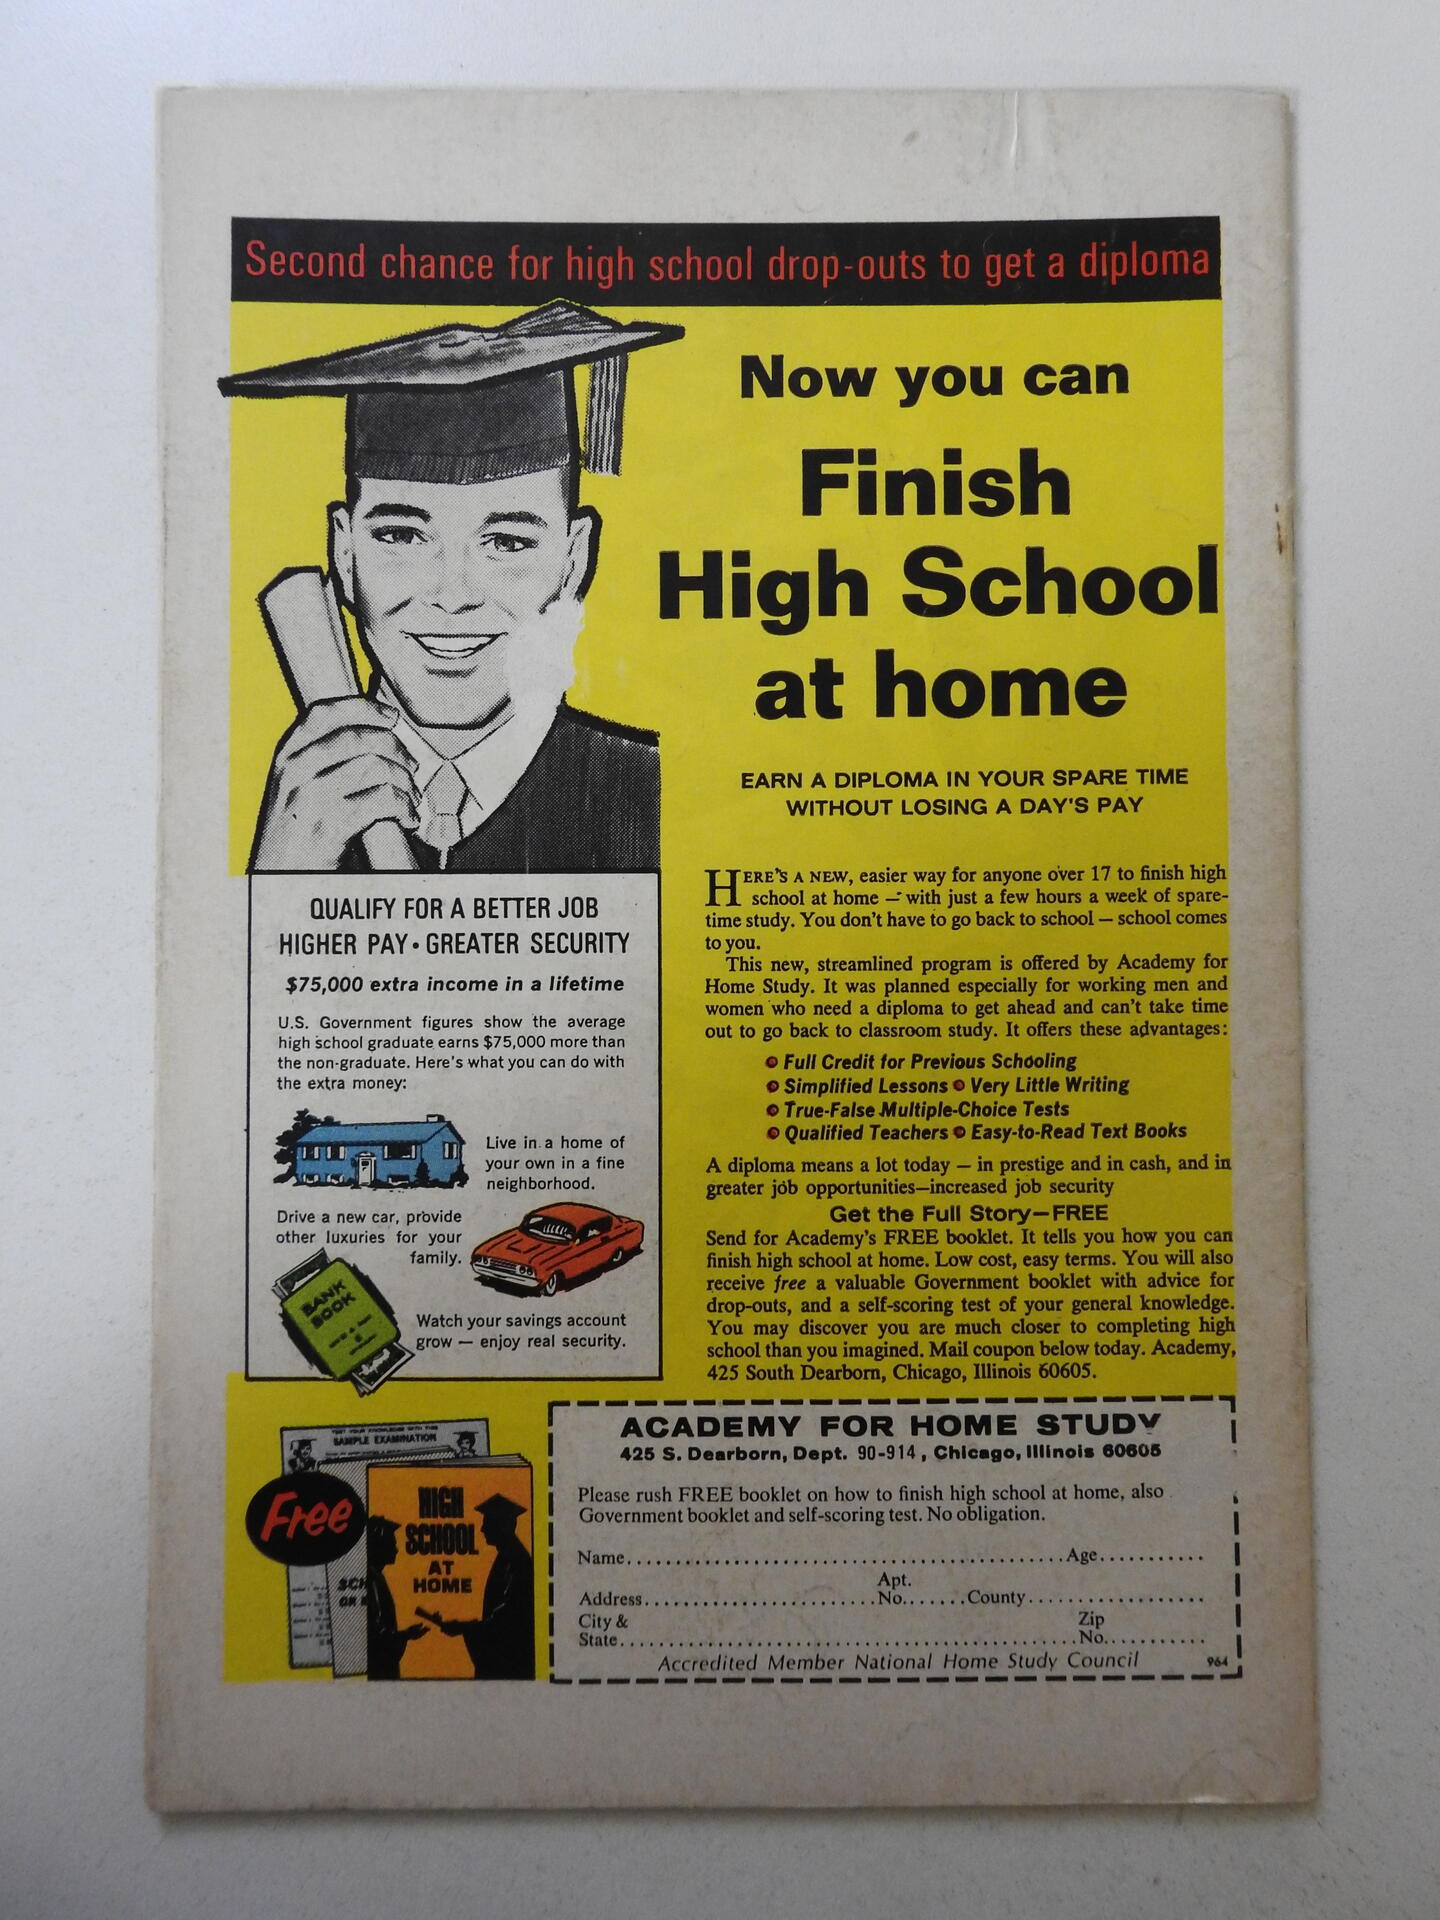 Second chance for high school drop-outs to get a diploma
Now you can
Finish
High School
at home
EARN A DIPLOMA IN YOUR SPARE TIME
WITHOUT LOSING A DAY'S PAY
HERE'S A NEW, easier way for anyone over 17 to finish high
school at home — with just a few hours a week of spare-
time study. You don't have to go back to school — school comes
to you.
This new, streamlined program is offered by Academy for
Home Study. It was planned especially for working men and
women who need a diploma to get ahead and can't take time
out to go back to classroom study. It offers these advantages:
• Full Credit for Previous Schooling
• Simplified Lessons • Very Little Writing
• True-False Multiple-Choice Tests
• Qualified Teachers • Easy-to-Read Text Books
A diploma means a lot today — in prestige and in cash, and in
greater job opportunities—increased job security
Get the Full Story—FREE
Send for Academy's FREE booklet. It tells you how you can
finish high school at home. Low cost, easy terms. You will also
receive free a valuable Government booklet with advice for
drop-outs, and a self-scoring test of your general knowledge.
You may discover you are much closer to completing high
school than you imagined. Mail coupon below today. Academy,
425 South Dearborn, Chicago, Illinois 60605.
QUALIFY FOR A BETTER JOB
HIGHER PAY • GREATER SECURITY
$75,000 extra income in a lifetime
U.S. Government figures show the average
high school graduate earns $75,000 more than
the non-graduate. Here's what you can do with
the extra money:
Live in a home of
your own in a fine
neighborhood.
Drive a new car, provide
other luxuries for your
family.
BANK
BOOK
Watch your savings account
grow — enjoy real security.
TEST YOUR KNOWLEDGE WITH THIS
SAMPLE EXAMINATION
Free
HIGH
SCHOOL
AT
HOME
ACADEMY FOR HOME STUDY
425 S. Dearborn, Dept. 90-914, Chicago, Illinois 60605
Please rush FREE booklet on how to finish high school at home, also
Government booklet and self-scoring test. No obligation.
Name..........................................Age...........
Apt.
Address.......................No.......County..................
City &
Zip
State.............................................No...........
Accredited Member National Home Study Council 964